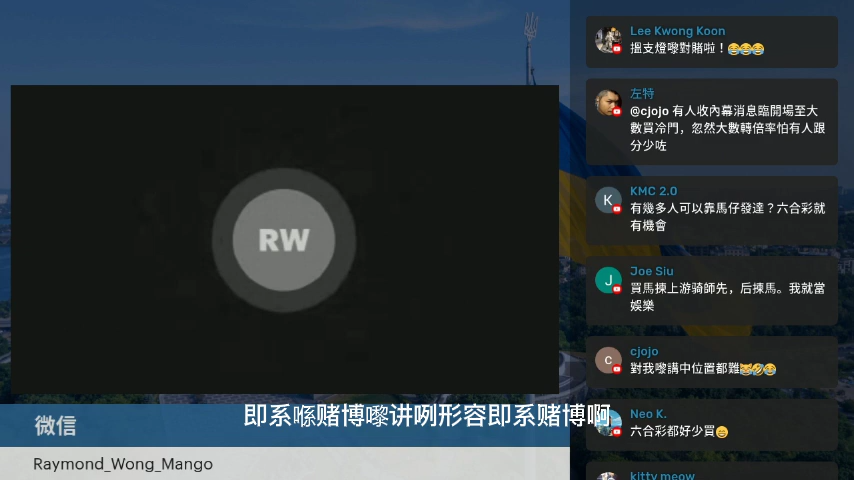 RW
即系喺赌博嚟讲咧形容即系赌博啊
微信
Raymond_Wong_Mango
Lee Kwong Koon
搵支燈嚟對賭啦！😂😂😂
左特
@cjojo 有人收內幕消息臨開場至大
數買冷門，忽然大數轉倍率怕有人跟
分少咗
K
KMC 2.0
有幾多人可以靠馬仔發達？六合彩就
有機會
J
Joe Siu
買馬揀上游騎師先，后揀馬。我就當
娛樂
c
cjojo
對我嚟講中位置都難😹🤣😂
Neo K.
六合彩都好少買😄
kitty meow